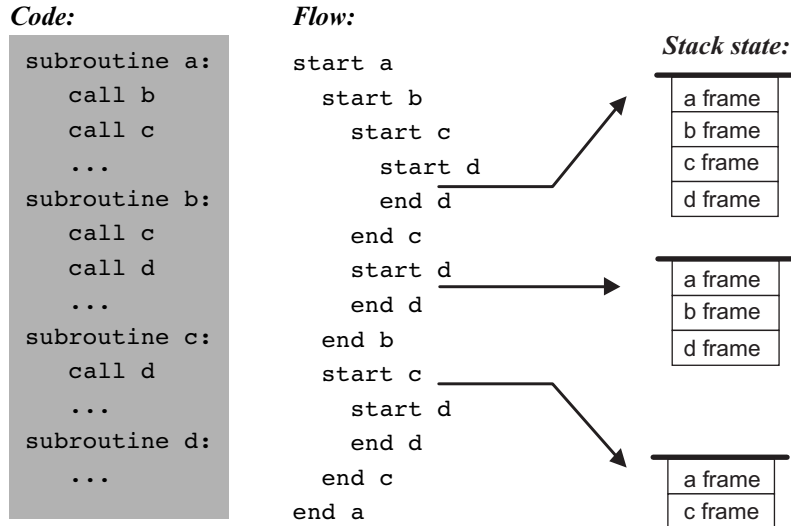 Code:
subroutine a:
call b
call c
...
subroutine b:
call c
call d
...
subroutine c:
call d
...
subroutine d:
...
Flow:
start a
start b
start c
start d
end d
end c
start d
end d
end b
start c
start d
end d
end c
end a
Stack state:
a frame
b frame
c frame
d frame
a frame
b frame
d frame
a frame
c frame